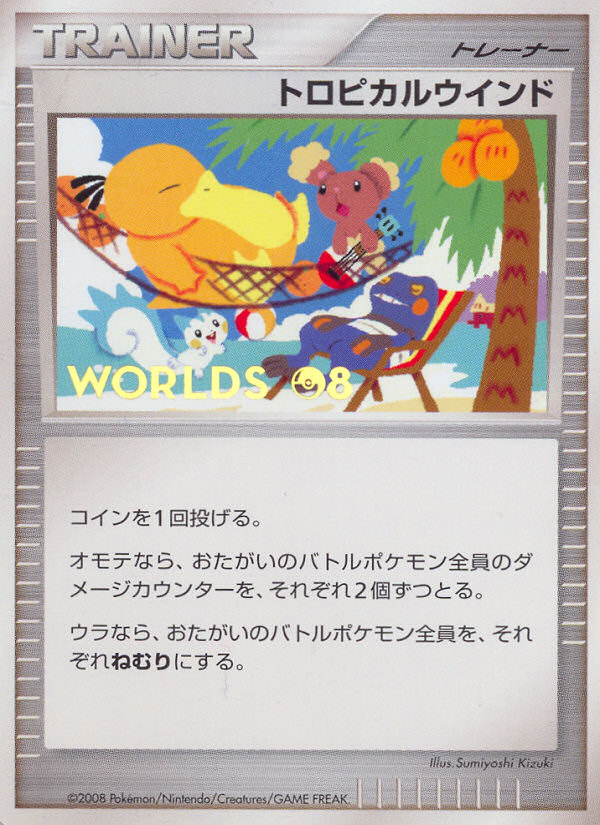 TRAINER
トレーナー
トロピカルウインド
WORLDS 08
コインを1回投げる。
オモテなら、おたがいのバトルポケモン全員のダ
メージカウンターを、それぞれ2個ずつとる。
ウラなら、おたがいのバトルポケモン全員を、それ
ぞれねむりにする。
Illus.Sumiyoshi Kizuki
©2008 Pokémon/Nintendo/Creatures/GAME FREAK.